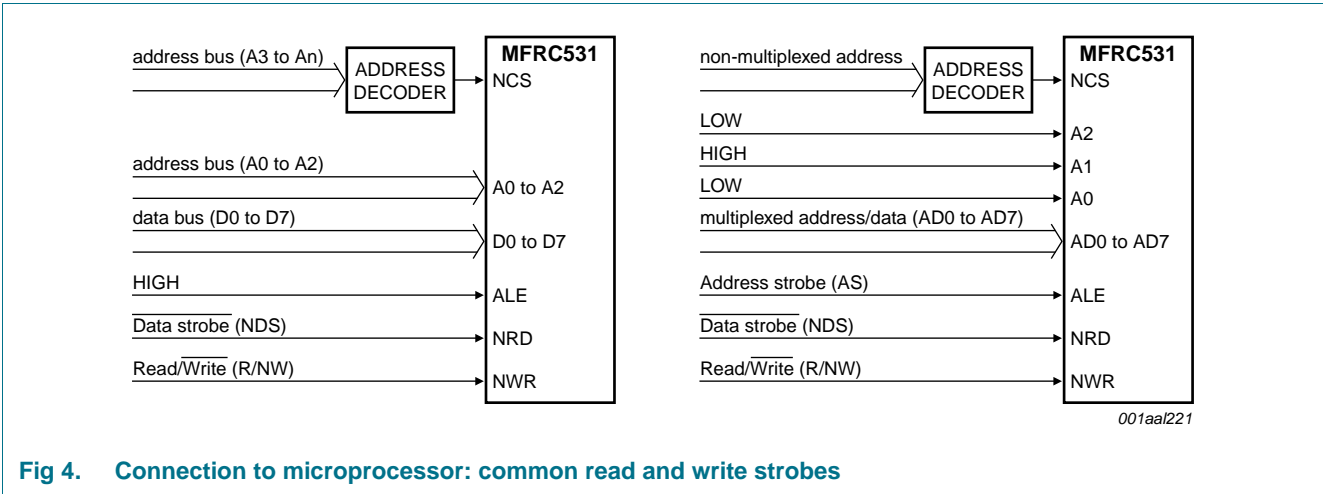 address bus (A3 to An)
ADDRESS
DECODER
MFRC531
NCS
address bus (A0 to A2)
A0 to A2
data bus (D0 to D7)
D0 to D7
HIGH
ALE
Data strobe (NDS)
NRD
Read/Write (R/NW)
NWR
non-multiplexed address
ADDRESS
DECODER
MFRC531
NCS
LOW
A2
HIGH
A1
LOW
A0
multiplexed address/data (AD0 to AD7)
AD0 to AD7
Address strobe (AS)
ALE
Data strobe (NDS)
NRD
Read/Write (R/NW)
NWR
001aal221
Fig 4. Connection to microprocessor: common read and write strobes